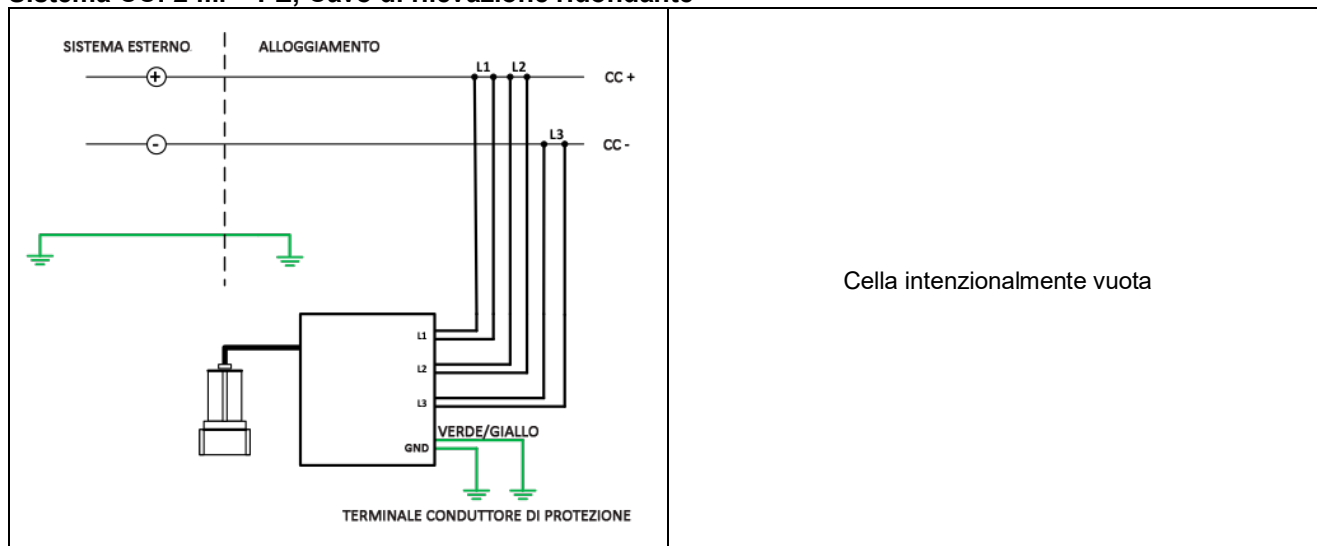 SISTEMA ESTERNO
ALLOGGIAMENTO
L1
L2
+
CC +
L3
-
CC -
Cella intenzionalmente vuota
L1
L2
L3
VERDE/GIALLO
GND
TERMINALE CONDUTTORE DI PROTEZIONE